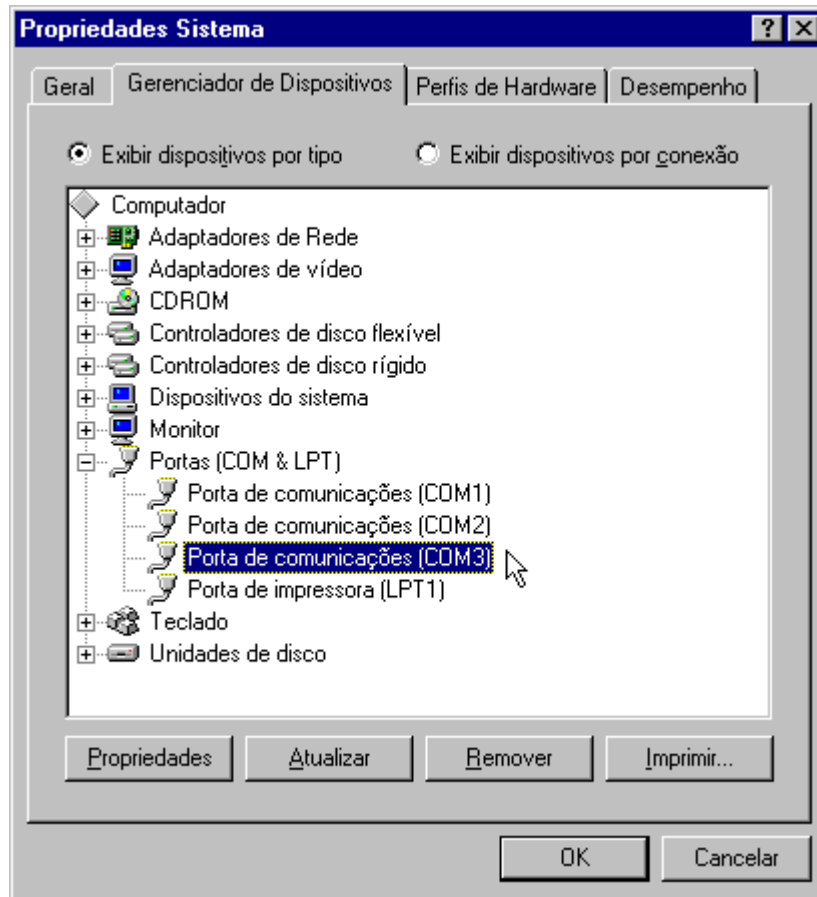 Propriedades Sistema
Geral Gerenciador de Dispositivos Perfis de Hardware Desempenho
Exibir dispositivos por tipo Exibir dispositivos por conexão
Computador
Adaptadores de Rede
Adaptadores de vídeo
CDROM
Controladores de disco flexível
Controladores de disco rígido
Dispositivos do sistema
Monitor
Portas (COM & LPT)
Porta de comunicações (COM1)
Porta de comunicações (COM2)
Porta de comunicações (COM3)
Porta de impressora (LPT1)
Teclado
Unidades de disco
Propriedades Atualizar Remover Imprimir...
OK Cancelar